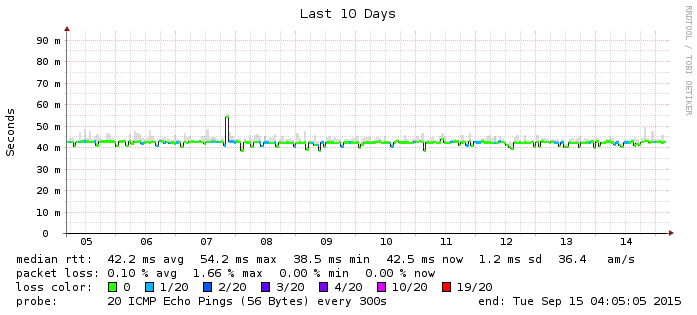 Last 10 Days
RRDTOOL / TOBI OETIKER
Seconds
90 m
80 m
70 m
60 m
50 m
40 m
30 m
20 m
10 m
0
05 06 07 08 09 10 11 12 13 14
median rtt: 42.2 ms avg 54.2 ms max 38.5 ms min 42.5 ms now 1.2 ms sd 36.4 am/s
packet loss: 0.10 % avg 1.66 % max 0.00 % min 0.00 % now
loss color: 0 1/20 2/20 3/20 4/20 10/20 19/20
probe: 20 ICMP Echo Pings (56 Bytes) every 300s end: Tue Sep 15 04:05:05 2015